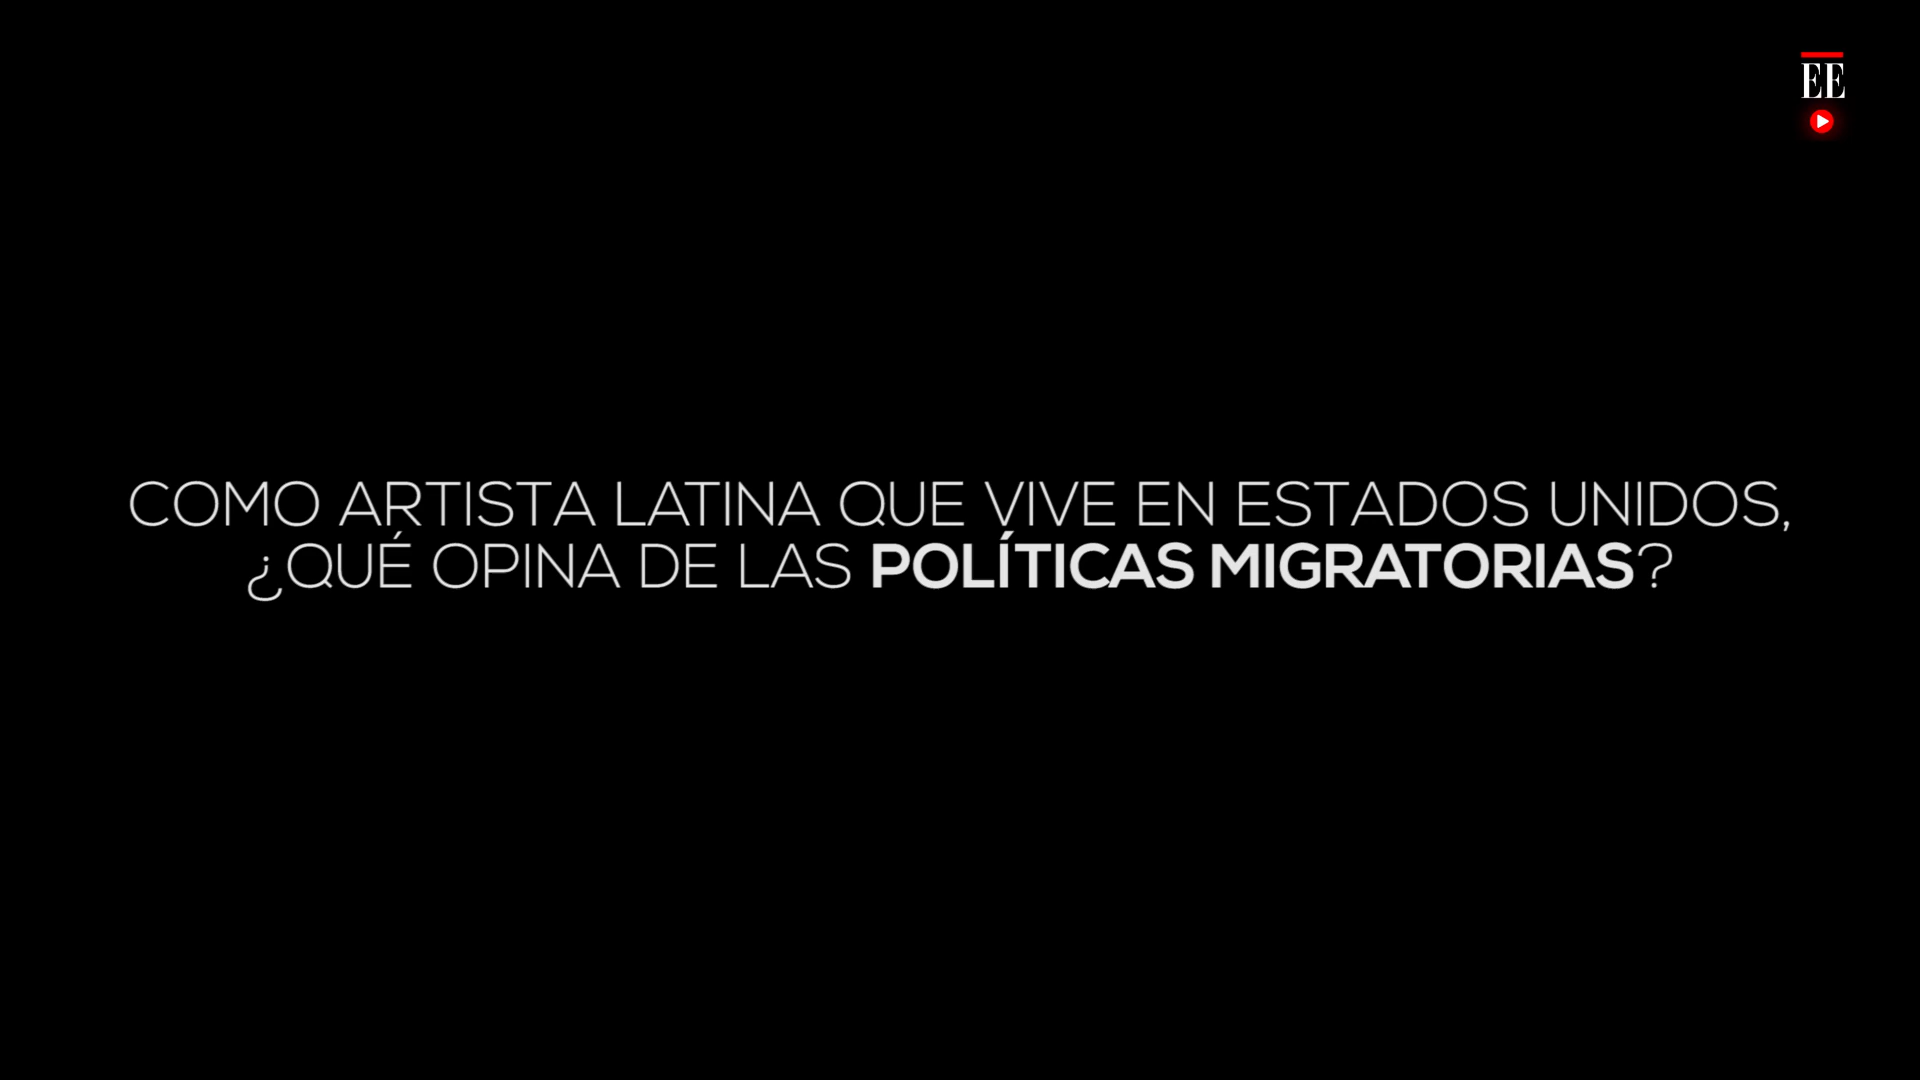 EE
COMO ARTISTA LATINA QUE VIVE EN ESTADOS UNIDOS,
¿QUÉ OPINA DE LAS POLÍTICAS MIGRATORIAS?